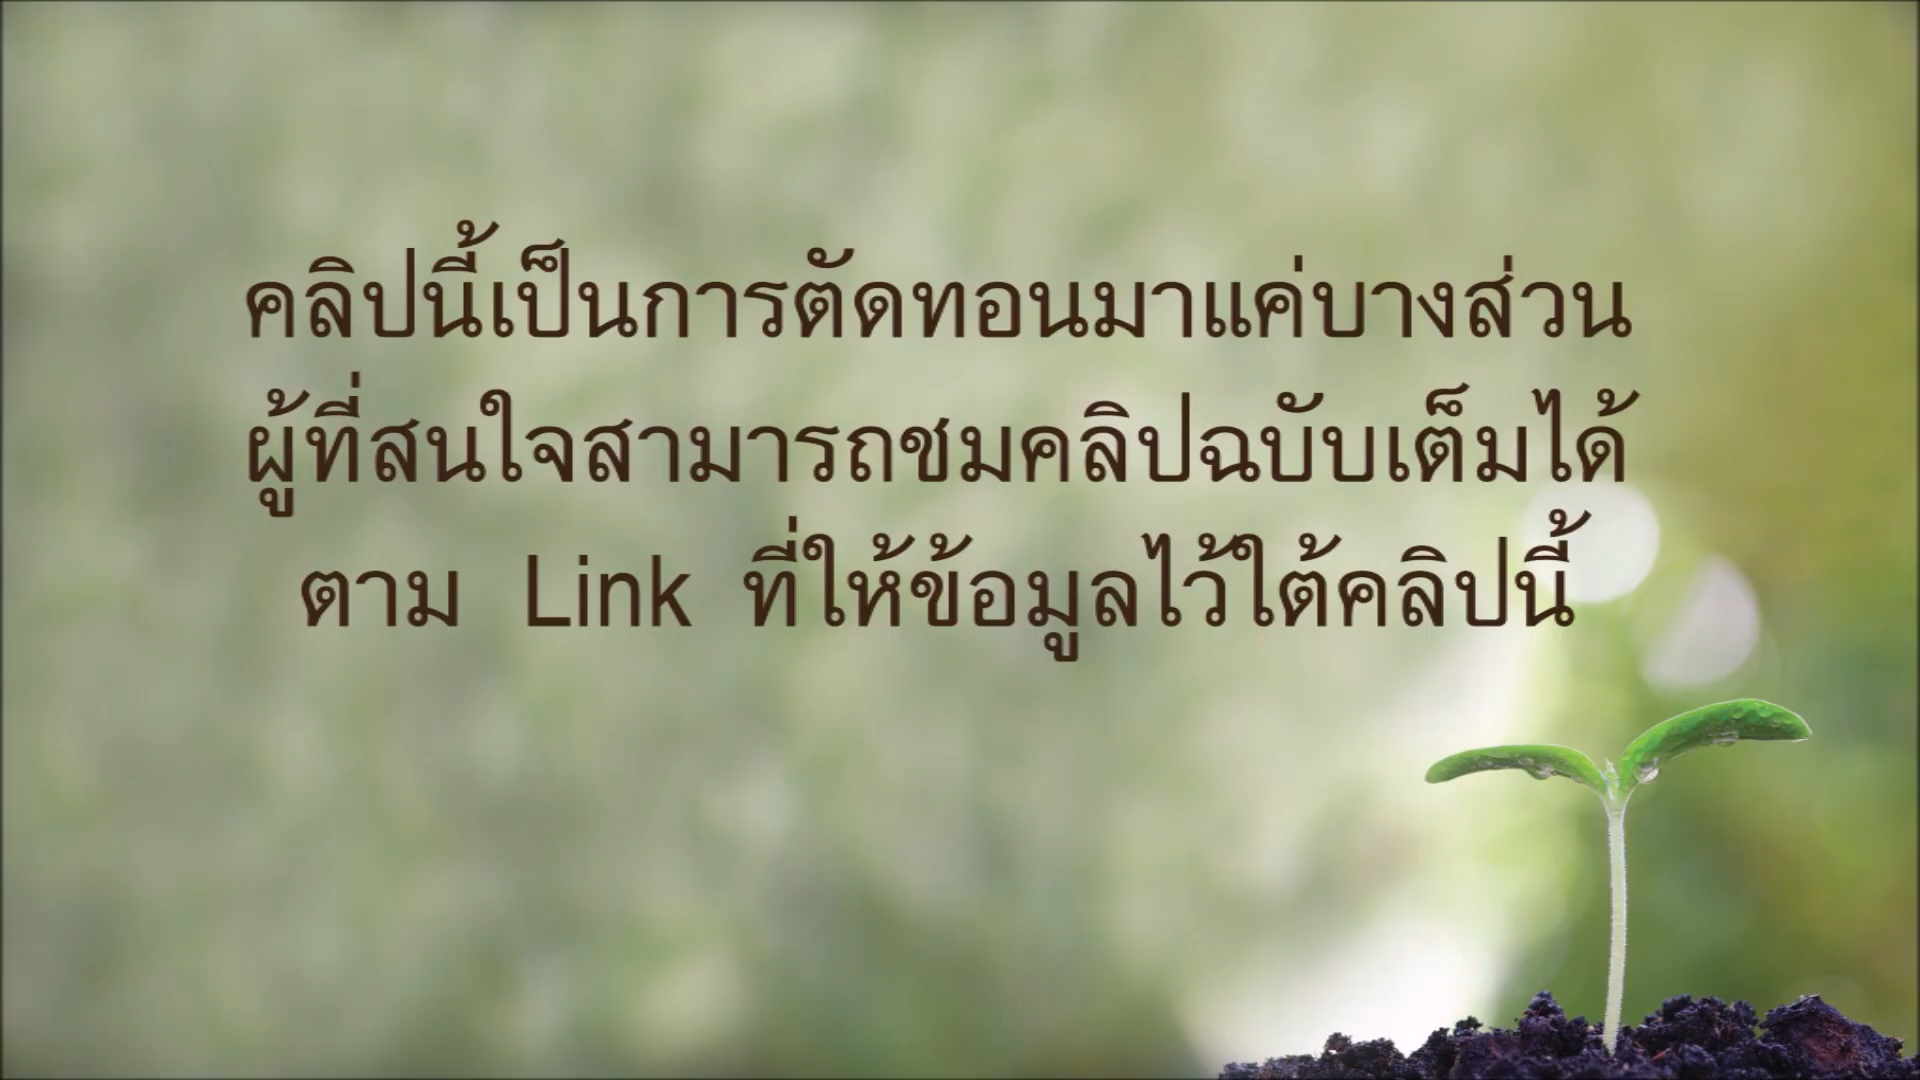 คลิปนี้เป็นการตัดทอนมาแค่บางส่วน
ผู้ที่สนใจสามารถชมคลิปฉบับเต็มได้
ตาม Link ที่ให้ข้อมูลไว้ใต้คลิปนี้